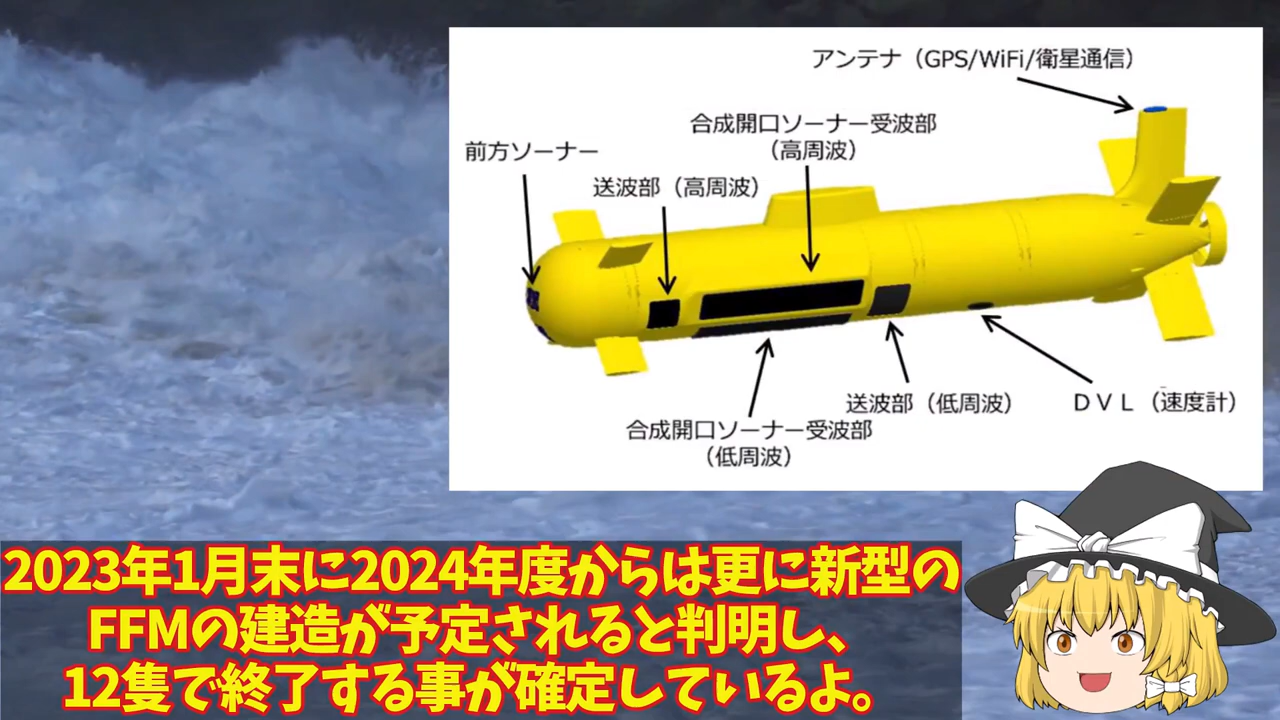 アンテナ（GPS/WiFi/衛星通信）
合成開口ソーナー受波部
（高周波）
前方ソーナー
送波部（高周波）
送波部（低周波）
ＤＶＬ（速度計）
合成開口ソーナー受波部
（低周波）
2023年1月末に2024年度からは更に新型の
FFMの建造が予定されると判明し、
12隻で終了する事が確定しているよ。